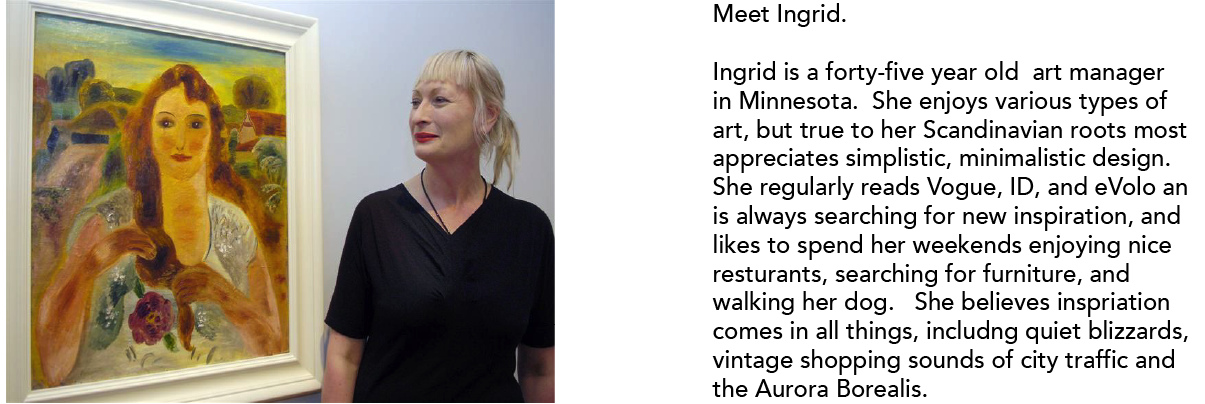 Meet Ingrid.
Ingrid is a forty-five year old  art manager
in Minnesota.  She enjoys various types of
art, but true to her Scandinavian roots most
appreciates simplistic, minimalistic design.
She regularly reads Vogue, ID, and eVolo an
is always searching for new inspiration, and
likes to spend her weekends enjoying nice
resturants, searching for furniture, and
walking her dog.   She believes inspriation
comes in all things, includng quiet blizzards,
vintage shopping sounds of city traffic and
the Aurora Borealis.